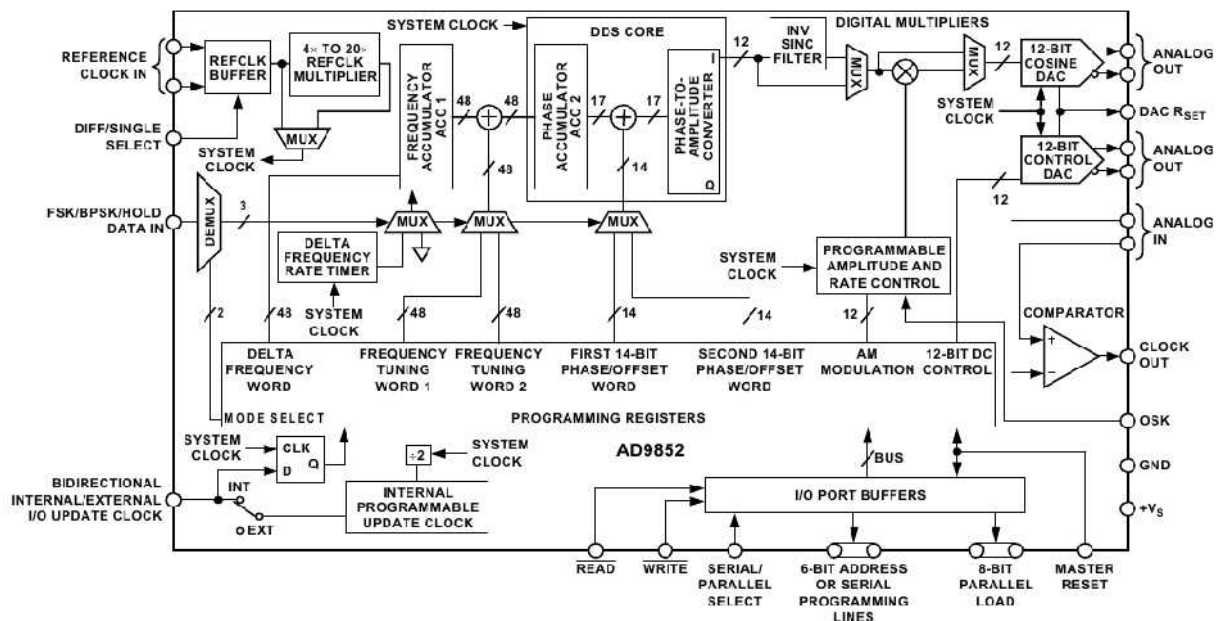 REFERENCE
CLOCK IN
DIFF/SINGLE
SELECT
FSK/BPSK/HOLD
DATA IN
BIDIRECTIONAL
INTERNAL/EXTERNAL
I/O UPDATE CLOCK
REFCLK
BUFFER
4× TO 20×
REFCLK
MULTIPLIER
MUX
SYSTEM
CLOCK
DEMUX
3
2
SYSTEM
CLOCK
FREQUENCY
ACCUMULATOR
ACC 1
48
48
48
DDS CORE
PHASE
ACCUMULATOR
ACC 2
17
17
14
PHASE-TO-
AMPLITUDE
CONVERTER
I
Q
12
INV
SINC
FILTER
DIGITAL MULTIPLIERS
MUX
MUX
12
12-BIT
COSINE
DAC
SYSTEM
CLOCK
12-BIT
CONTROL
DAC
12
ANALOG
OUT
DAC RSET
ANALOG
OUT
ANALOG
IN
CLOCK
OUT
OSK
GND
+VS
MUX
MUX
MUX
DELTA
FREQUENCY
RATE TIMER
SYSTEM
CLOCK
SYSTEM
CLOCK
PROGRAMMABLE
AMPLITUDE AND
RATE CONTROL
COMPARATOR
+
−
48
48
48
14
14
12
DELTA
FREQUENCY
WORD
FREQUENCY
TUNING
WORD 1
FREQUENCY
TUNING
WORD 2
FIRST 14-BIT
PHASE/OFFSET
WORD
SECOND 14-BIT
PHASE/OFFSET
WORD
AM
MODULATION
12-BIT DC
CONTROL
MODE SELECT
PROGRAMMING REGISTERS
SYSTEM
CLOCK
CLK
D
Q
÷2
SYSTEM
CLOCK
AD9852
BUS
INT
EXT
INTERNAL
PROGRAMMABLE
UPDATE CLOCK
I/O PORT BUFFERS
READ
WRITE
SERIAL/
PARALLEL
SELECT
6-BIT ADDRESS
OR SERIAL
PROGRAMMING
LINES
8-BIT
PARALLEL
LOAD
MASTER
RESET